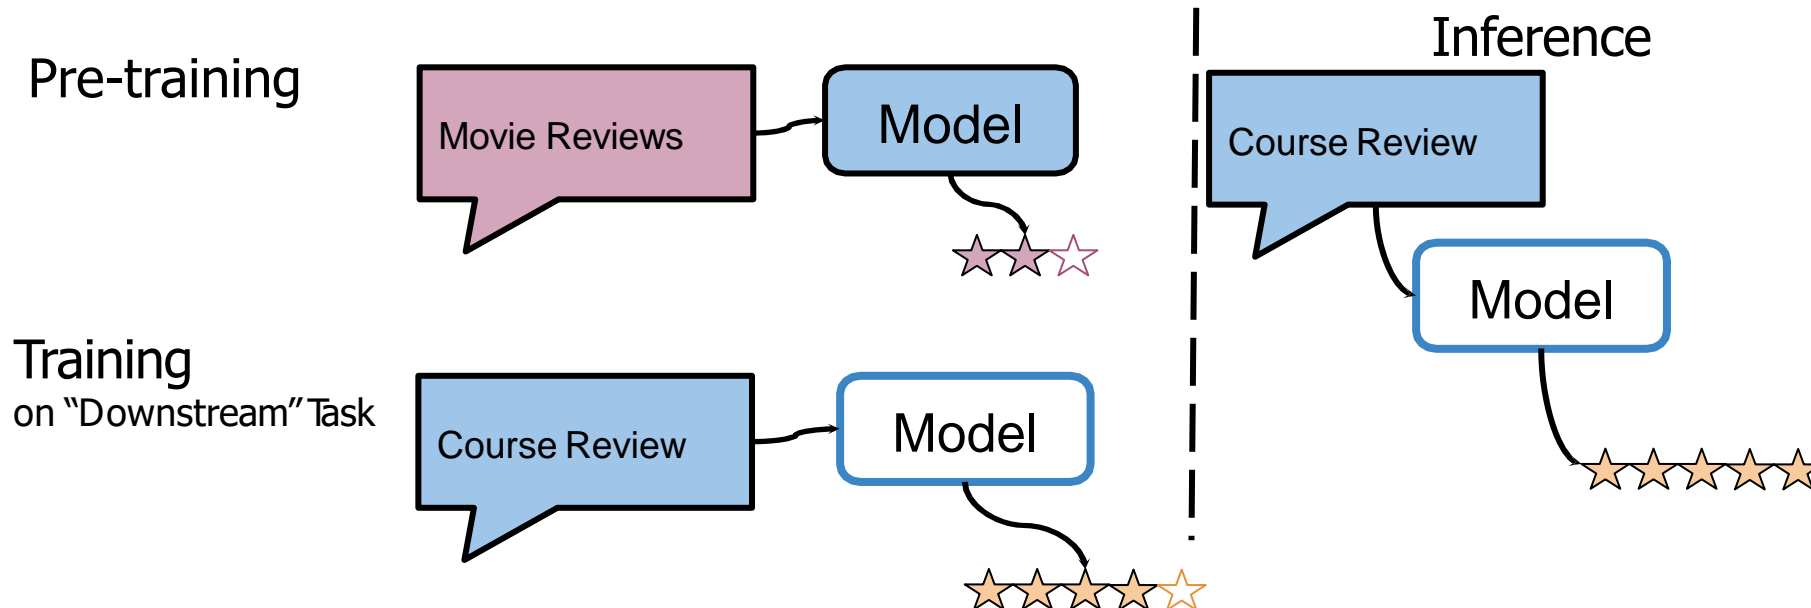 Pre-training
Movie Reviews
Model
Training
on “Downstream” Task
Course Review
Model
Inference
Course Review
Model